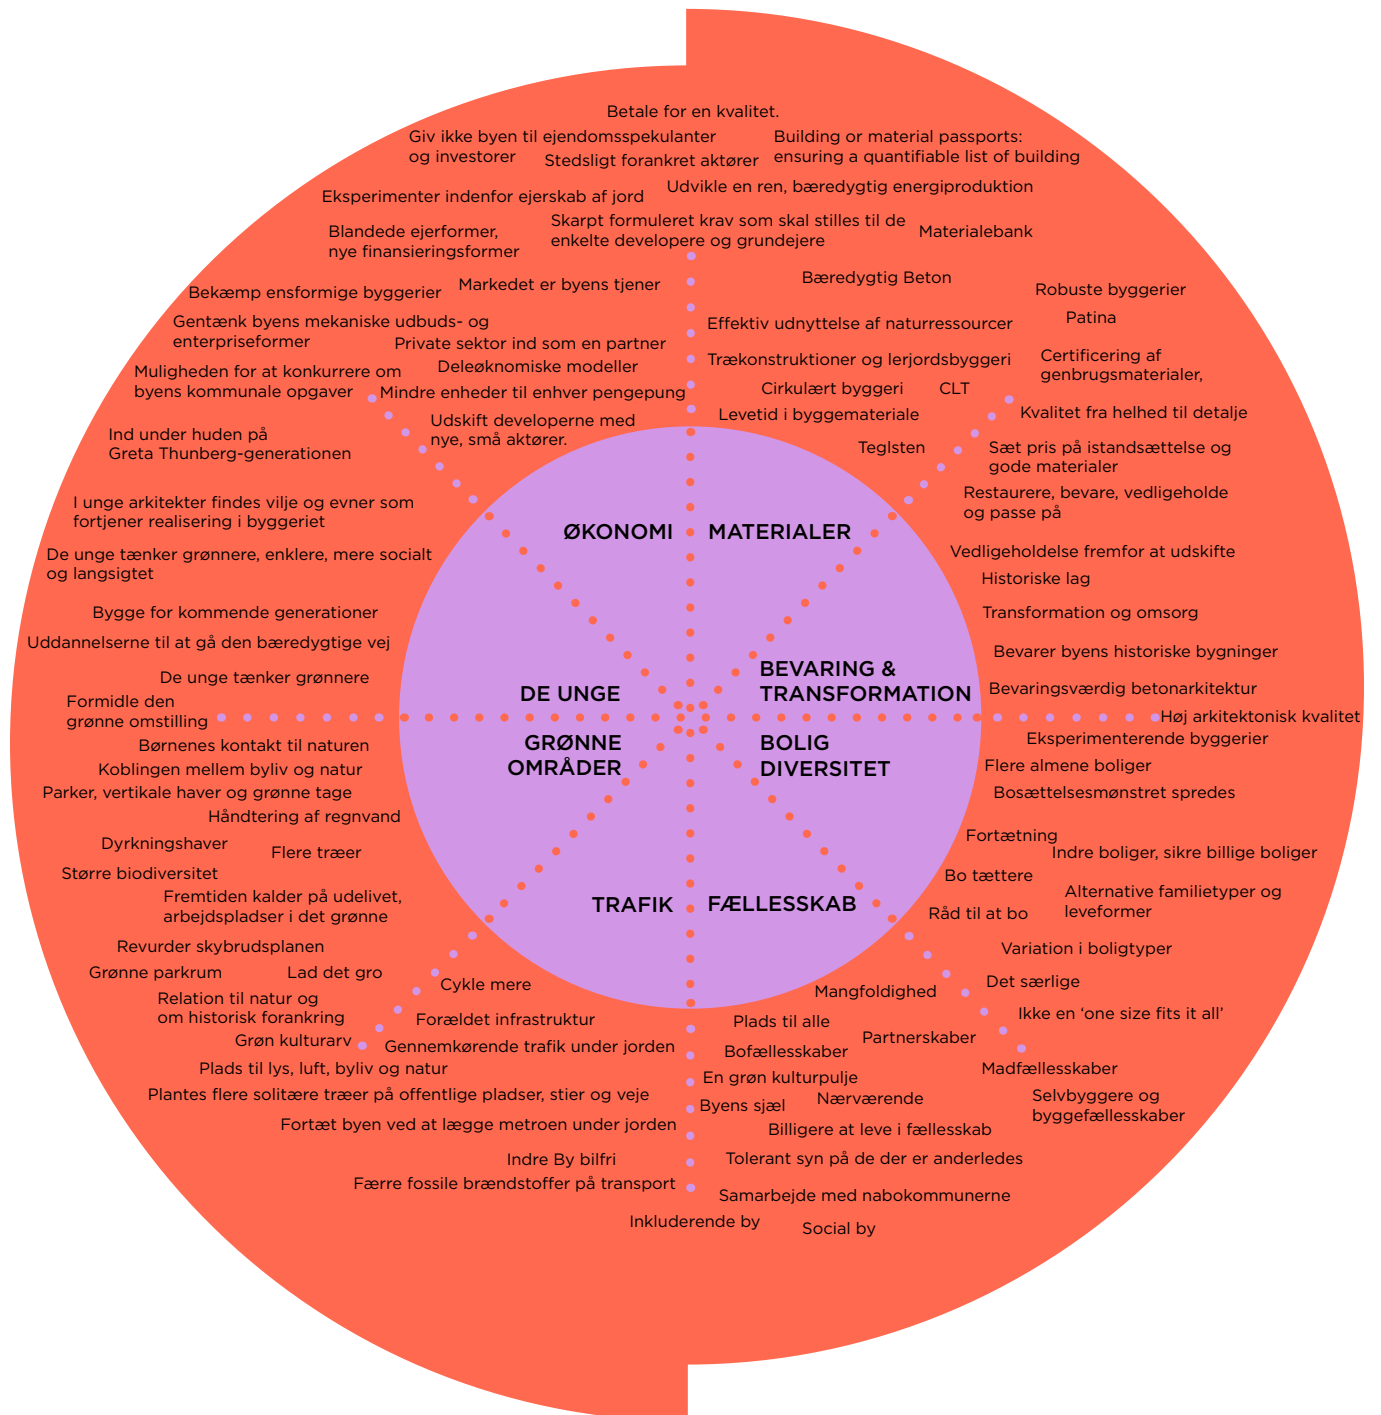 Betale for en kvalitet.
Giv ikke byen til ejendomsspekulanter
og investorer
Stedsligt forankret aktører
Building or material passports:
ensuring a quantifiable list of building
Eksperimenter indenfor ejerskab af jord
Udvikle en ren, bæredygtig energiproduktion
Blandede ejerformer,
nye finansieringsformer
Skarpt formuleret krav som skal stilles til de
enkelte developere og grundejere
Materialebank
Bekæmp ensformige byggerier
Markedet er byens tjener
Bæredygtig Beton
Robuste byggerier
Patina
Gentænk byens mekaniske udbuds- og
enterpriseformer
Private sektor ind som en partner
Effektiv udnyttelse af naturressourcer
Muligheden for at konkurrere om
byens kommunale opgaver
Deleøknomiske modeller
Mindre enheder til enhver pengepung
Trækonstruktioner og lerjordsbyggeri
Certificering af
genbrugsmaterialer,
Cirkulært byggeri
CLT
Udskift developerne med
nye, små aktører.
Levetid i byggemateriale
Kvalitet fra helhed til detalje
Teglsten
Ind under huden på
Greta Thunberg-generationen
Sæt pris på istandsættelse og
gode materialer
I unge arkitekter findes vilje og evner som
fortjener realisering i byggeriet
Restaurere, bevare, vedligeholde
og passe på
ØKONOMI
MATERIALER
De unge tænker grønnere, enklere, mere socialt
og langsigtet
Vedligeholdelse fremfor at udskifte
Historiske lag
Bygge for kommende generationer
Transformation og omsorg
Uddannelserne til at gå den bæredygtige vej
Bevarer byens historiske bygninger
De unge tænker grønnere
DE UNGE
BEVARING &
TRANSFORMATION
Bevaringsværdig betonarkitektur
Formidle den
grønne omstilling
Høj arkitektonisk kvalitet
Børnenes kontakt til naturen
GRØNNE
OMRÅDER
BOLIG
DIVERSITET
Eksperimenterende byggerier
Koblingen mellem byliv og natur
Flere almene boliger
Parker, vertikale haver og grønne tage
Bosættelsesmønstret spredes
Håndtering af regnvand
Dyrkningshaver
Flere træer
Fortætning
Indre boliger, sikre billige boliger
Større biodiversitet
Bo tættere
Fremtiden kalder på udelivet,
arbejdspladser i det grønne
Alternative familietyper og
leveformer
TRAFIK
FÆLLESSKAB
Råd til at bo
Revurder skybrudsplanen
Variation i boligtyper
Grønne parkrum
Lad det gro
Cykle mere
Mangfoldighed
Det særlige
Relation til natur og
om historisk forankring
Forældet infrastruktur
Plads til alle
Ikke en ‘one size fits it all’
Grøn kulturarv
Gennemkørende trafik under jorden
Partnerskaber
Bofællesskaber
Plads til lys, luft, byliv og natur
En grøn kulturpulje
Madfællesskaber
Plantes flere solitære træer på offentlige pladser, stier og veje
Byens sjæl
Nærværende
Selvbyggere og
byggefællesskaber
Fortæt byen ved at lægge metroen under jorden
Billigere at leve i fællesskab
Indre By bilfri
Tolerant syn på de der er anderledes
Færre fossile brændstoffer på transport
Samarbejde med nabokommunerne
Inkluderende by
Social by